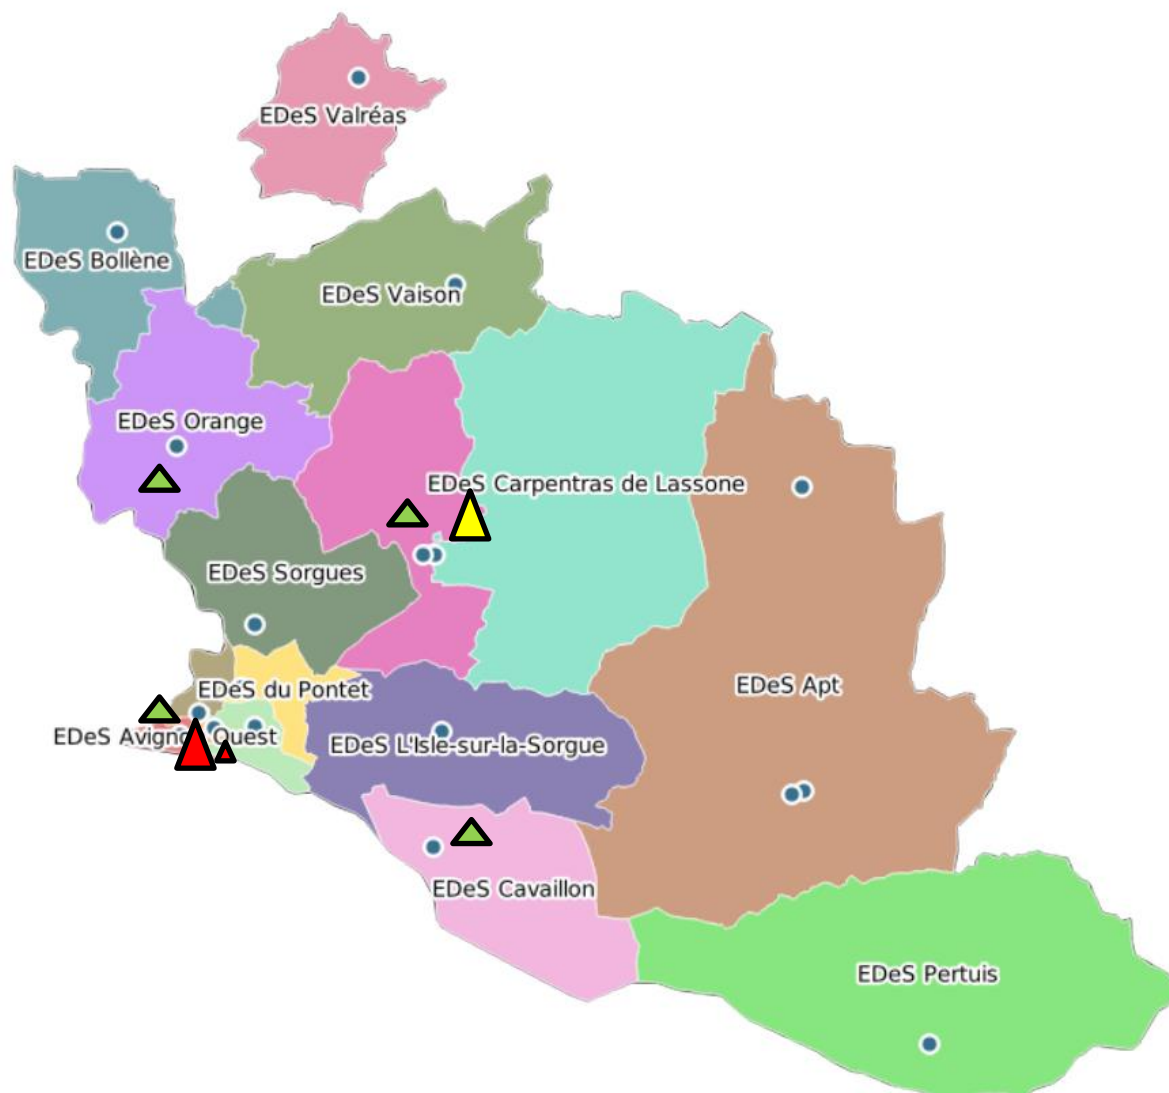 EDeS Valréas
EDeS Bollène
EDeS Vaison
EDeS Orange
EDeS Carpentras de Lassone
EDeS Sorgues
EDeS du Pontet
EDeS Apt
EDeS Avignon Ouest
EDeS L'Isle-sur-la-Sorgue
EDeS Cavaillon
EDeS Pertuis